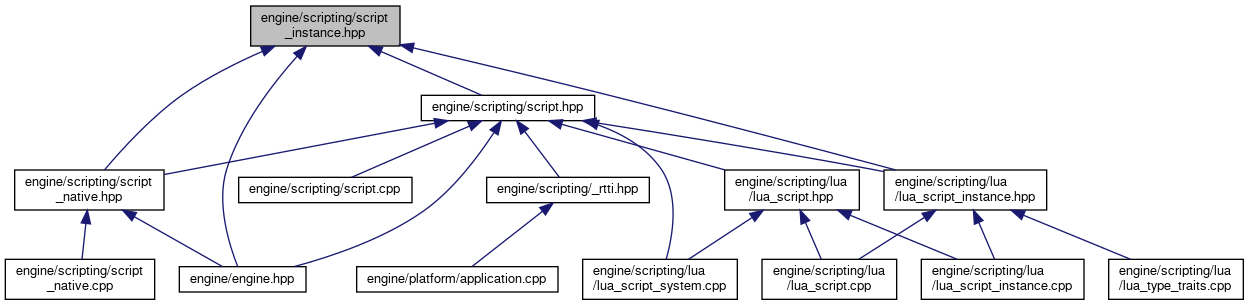 engine/scripting/script
_instance.hpp
engine/scripting/script.hpp
engine/scripting/script
_native.hpp
engine/scripting/script.cpp
engine/scripting/_rtti.hpp
engine/scripting/lua
/lua_script.hpp
engine/scripting/lua
/lua_script_instance.hpp
engine/scripting/script
_native.cpp
engine/engine.hpp
engine/platform/application.cpp
engine/scripting/lua
/lua_script_system.cpp
engine/scripting/lua
/lua_script.cpp
engine/scripting/lua
/lua_script_instance.cpp
engine/scripting/lua
/lua_type_traits.cpp